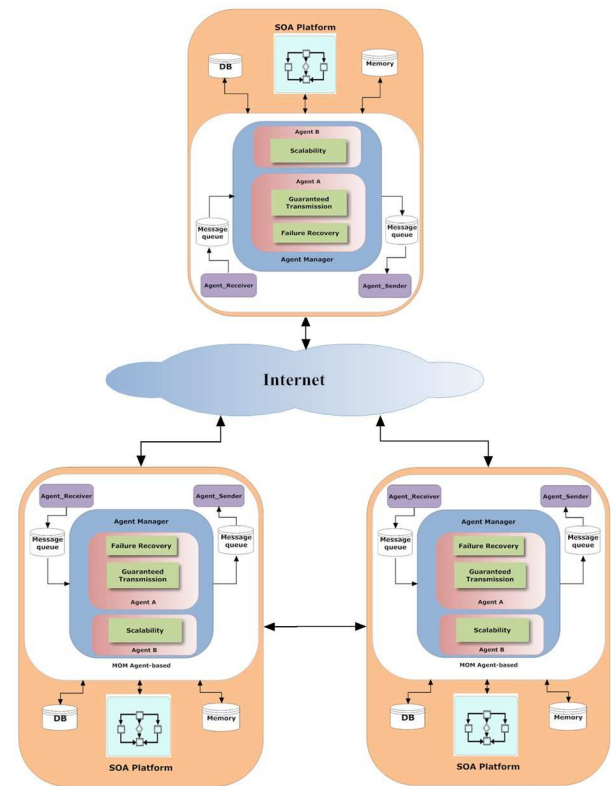 SOA Platform
DB
Memory
Agent B
Scalability
Agent A
Guaranteed
Transmission
Failure Recovery
Agent Manager
Message
queue
Message
queue
Agent_Receiver
Agent_Sender
Internet
Agent_Receiver
Agent_Sender
Message
queue
Message
queue
Agent Manager
Failure Recovery
Guaranteed
Transmission
Agent A
Scalability
Agent B
MOM Agent-based
DB
Memory
SOA Platform
Agent_Receiver
Agent_Sender
Message
queue
Message
queue
Agent Manager
Failure Recovery
Guaranteed
Transmission
Agent A
Scalability
Agent B
MOM Agent-based
DB
Memory
SOA Platform